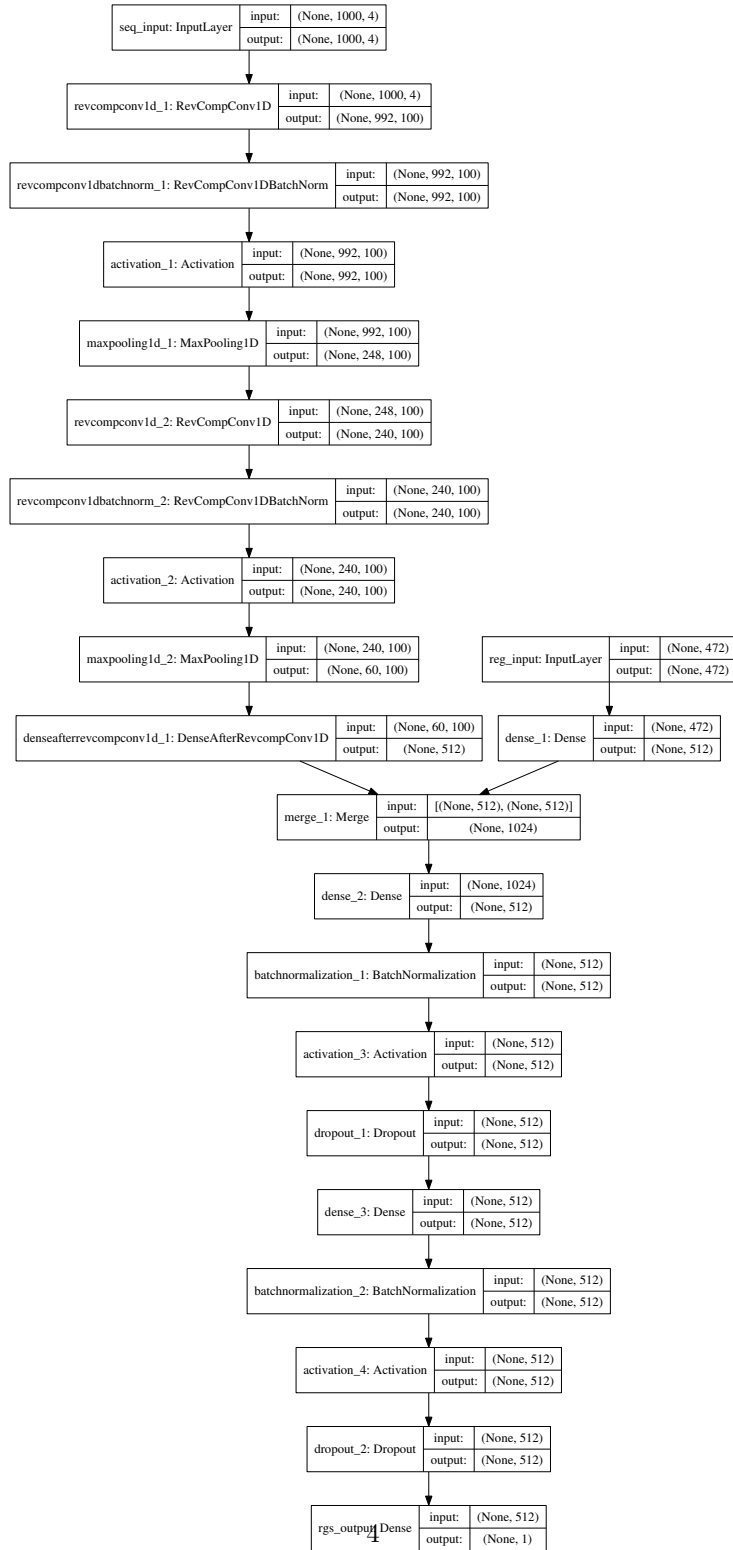 seq_input: InputLayer
input: (None, 1000, 4)
output: (None, 1000, 4)
revcompconv1d_1: RevCompConv1D
input: (None, 1000, 4)
output: (None, 992, 100)
revcompconv1dbatchnorm_1: RevCompConv1DBatchNorm
input: (None, 992, 100)
output: (None, 992, 100)
activation_1: Activation
input: (None, 992, 100)
output: (None, 992, 100)
maxpooling1d_1: MaxPooling1D
input: (None, 992, 100)
output: (None, 248, 100)
revcompconv1d_2: RevCompConv1D
input: (None, 248, 100)
output: (None, 240, 100)
revcompconv1dbatchnorm_2: RevCompConv1DBatchNorm
input: (None, 240, 100)
output: (None, 240, 100)
activation_2: Activation
input: (None, 240, 100)
output: (None, 240, 100)
maxpooling1d_2: MaxPooling1D
input: (None, 240, 100)
output: (None, 60, 100)
reg_input: InputLayer
input: (None, 472)
output: (None, 472)
denseafterrevcompconv1d_1: DenseAfterRevcompConv1D
input: (None, 60, 100)
output: (None, 512)
dense_1: Dense
input: (None, 472)
output: (None, 512)
merge_1: Merge
input: [(None, 512), (None, 512)]
output: (None, 1024)
dense_2: Dense
input: (None, 1024)
output: (None, 512)
batchnormalization_1: BatchNormalization
input: (None, 512)
output: (None, 512)
activation_3: Activation
input: (None, 512)
output: (None, 512)
dropout_1: Dropout
input: (None, 512)
output: (None, 512)
dense_3: Dense
input: (None, 512)
output: (None, 512)
batchnormalization_2: BatchNormalization
input: (None, 512)
output: (None, 512)
activation_4: Activation
input: (None, 512)
output: (None, 512)
dropout_2: Dropout
input: (None, 512)
output: (None, 512)
rgs_output: Dense
input: (None, 512)
output: (None, 1)
4